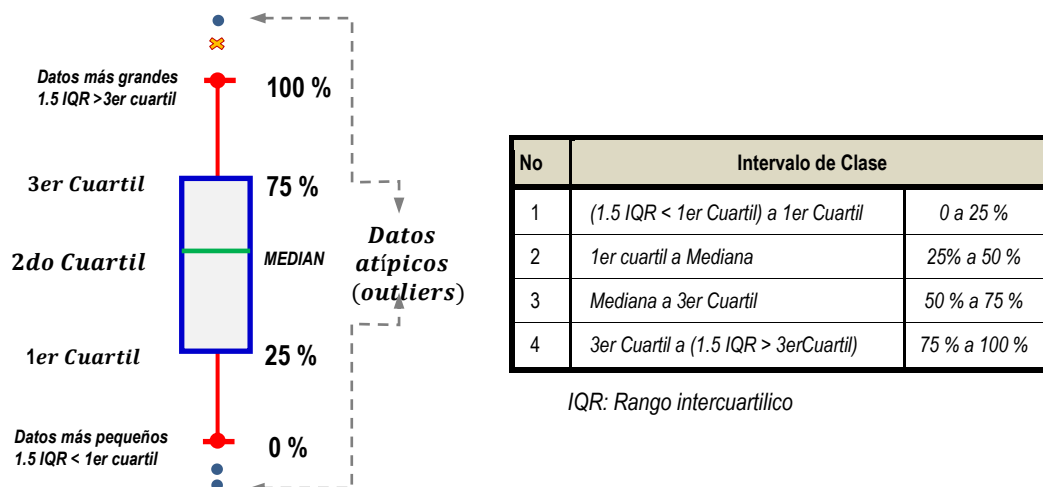 Datos más grandes
1.5 IQR >3er cuartil
100 %
3er Cuartil
75 %
2do Cuartil
MEDIAN
Datos
atípicos
(outliers)
1er Cuartil
25 %
Datos más pequeños
1.5 IQR < 1er cuartil
0 %
No Intervalo de Clase
1 (1.5 IQR < 1er Cuartil) a 1er Cuartil 0 a 25 %
2 1er cuartil a Mediana 25% a 50 %
3 Mediana a 3er Cuartil 50 % a 75 %
4 3er Cuartil a (1.5 IQR > 3erCuartil) 75 % a 100 %
IQR: Rango intercuartilico